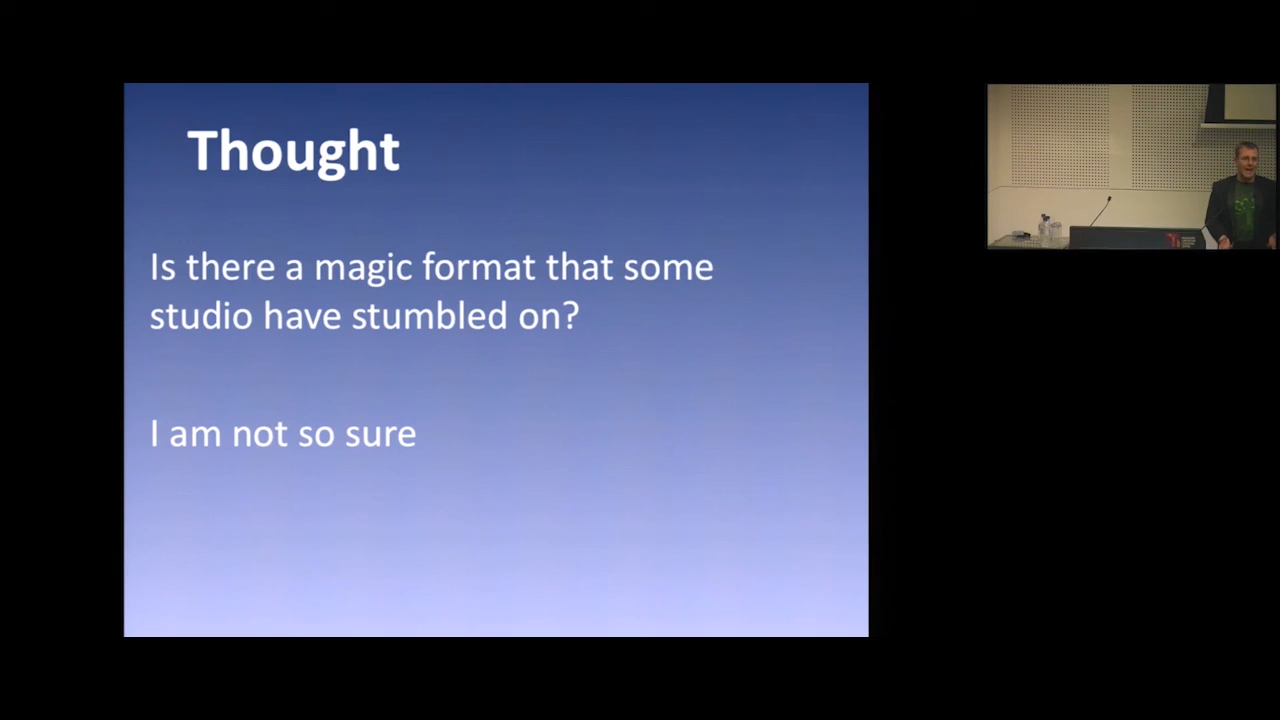 Thought
Is there a magic format that some
studio have stumbled on?
I am not so sure